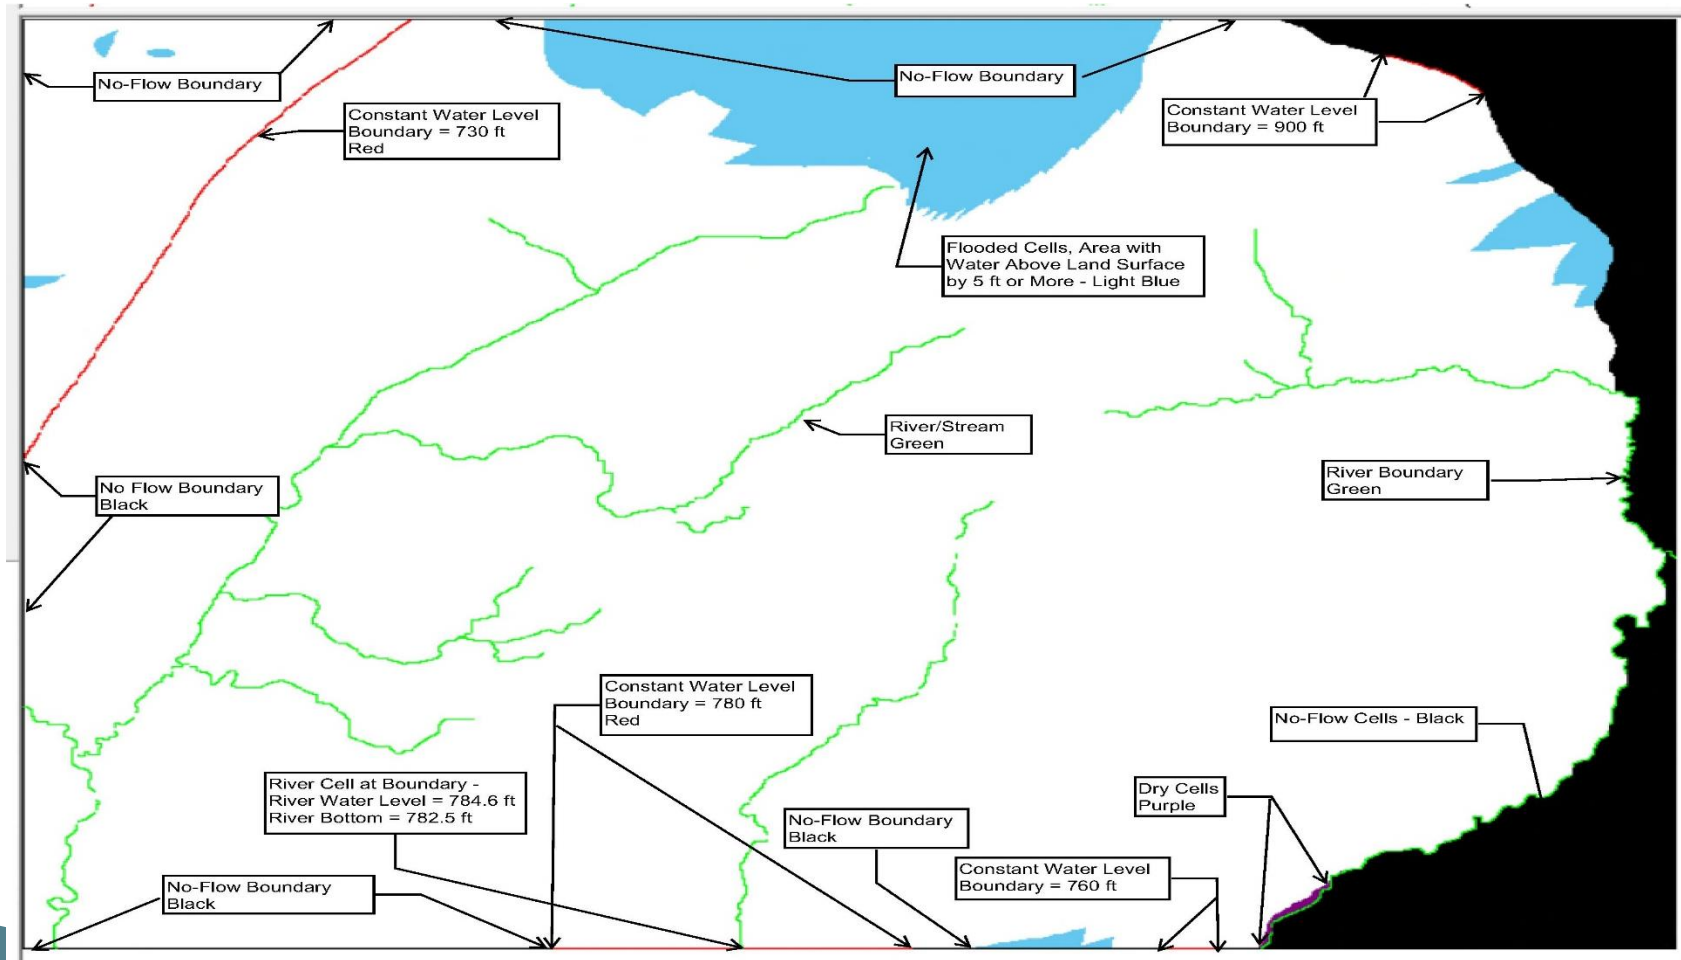 No-Flow Boundary
No-Flow Boundary
Constant Water Level
Boundary = 730 ft
Red
Constant Water Level
Boundary = 900 ft
Flooded Cells, Area with
Water Above Land Surface
by 5 ft or More - Light Blue
River/Stream
Green
River Boundary
Green
No Flow Boundary
Black
Constant Water Level
Boundary = 780 ft
Red
No-Flow Cells - Black
River Cell at Boundary -
River Water Level = 784.6 ft
River Bottom = 782.5 ft
Dry Cells
Purple
No-Flow Boundary
Black
Constant Water Level
Boundary = 760 ft
No-Flow Boundary
Black